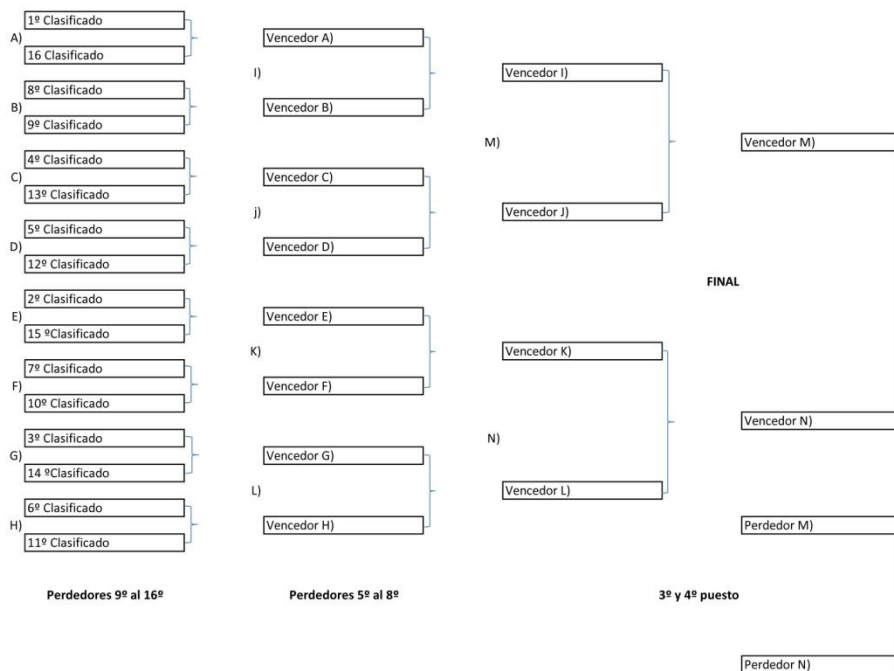 1º Clasificado
A)
16 Clasificado
8º Clasificado
B)
9º Clasificado
4º Clasificado
C)
13º Clasificado
5º Clasificado
D)
12º Clasificado
2º Clasificado
E)
15 ºClasificado
7º Clasificado
F)
10º Clasificado
3º Clasificado
G)
14 ºClasificado
6º Clasificado
H)
11º Clasificado
Perdedores 9º al 16º
Vencedor A)
I)
Vencedor B)
Vencedor C)
j)
Vencedor D)
Vencedor E)
K)
Vencedor F)
Vencedor G)
L)
Vencedor H)
Perdedores 5º al 8º
Vencedor I)
M)
Vencedor J)
Vencedor K)
N)
Vencedor L)
Vencedor M)
FINAL
Vencedor N)
Perdedor M)
3º y 4º puesto
Perdedor N)